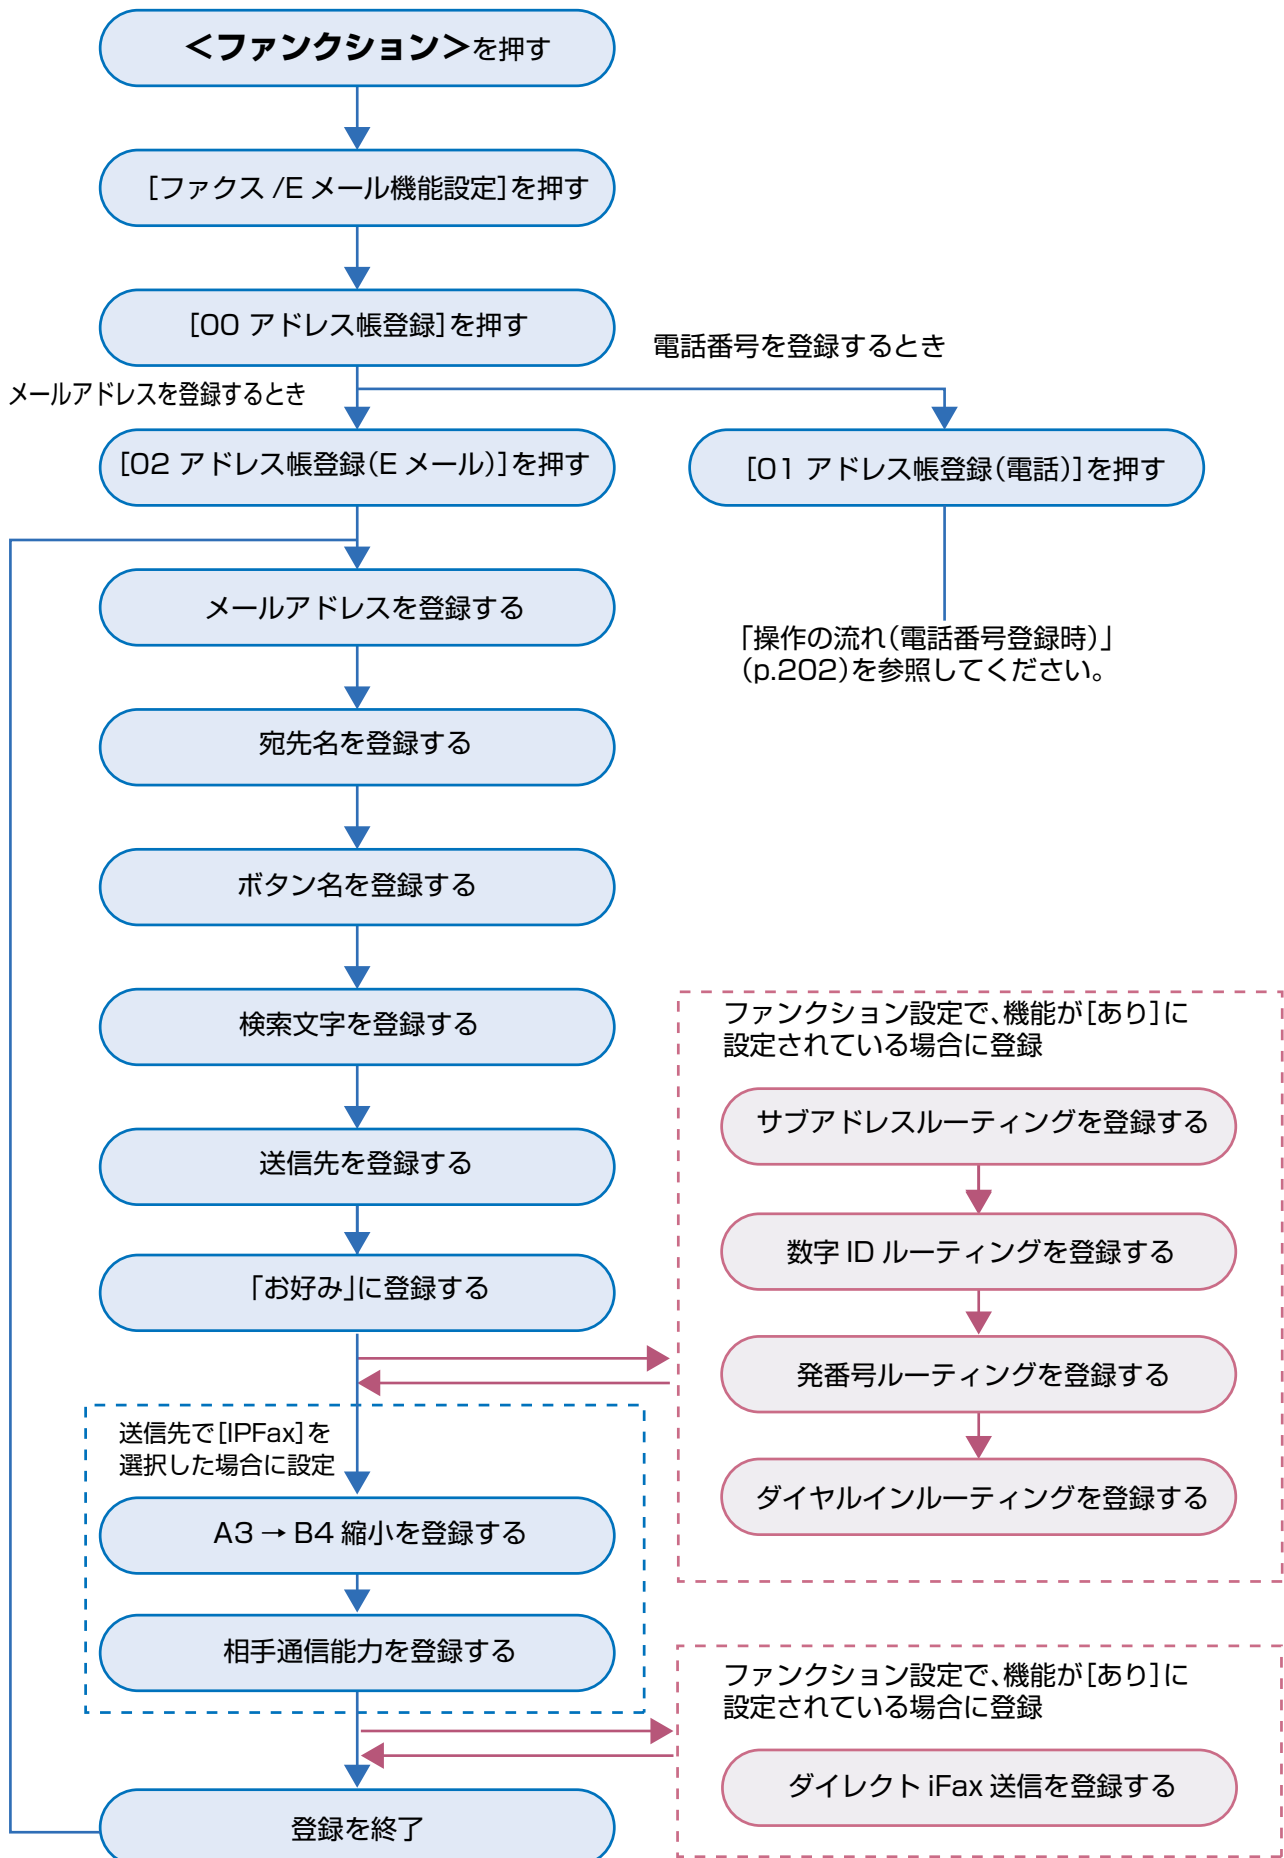 <ファンクション>を押す
[ファクス /E メール機能設定]を押す
[00 アドレス帳登録]を押す
電話番号を登録するとき
メールアドレスを登録するとき
[02 アドレス帳登録(E メール)]を押す
[01 アドレス帳登録(電話)]を押す
メールアドレスを登録する
「操作の流れ(電話番号登録時)」
(p.202)を参照してください。
宛先名を登録する
ボタン名を登録する
検索文字を登録する
送信先を登録する
「お好み」に登録する
ファンクション設定で、機能が[あり]に
設定されている場合に登録
サブアドレスルーティングを登録する
数字 ID ルーティングを登録する
発番号ルーティングを登録する
ダイヤルインルーティングを登録する
送信先で[IPFax]を
選択した場合に設定
A3 → B4 縮小を登録する
相手通信能力を登録する
ファンクション設定で、機能が[あり]に
設定されている場合に登録
ダイレクト iFax 送信を登録する
登録を終了